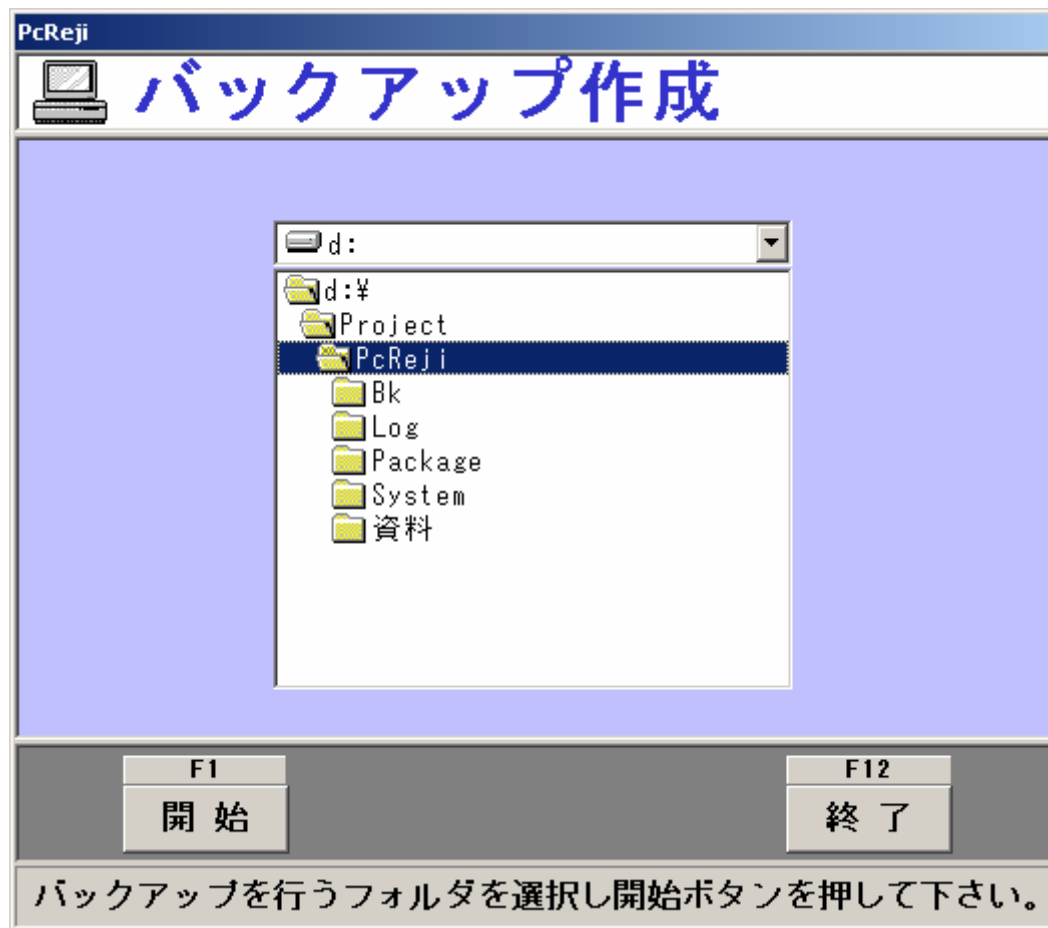 PcReji
バックアップ作成
d:
d:¥
Project
PcReji
Bk
Log
Package
System
資料
F1
開 始
F12
終 了
バックアップを行うフォルダを選択し開始ボタンを押して下さい。